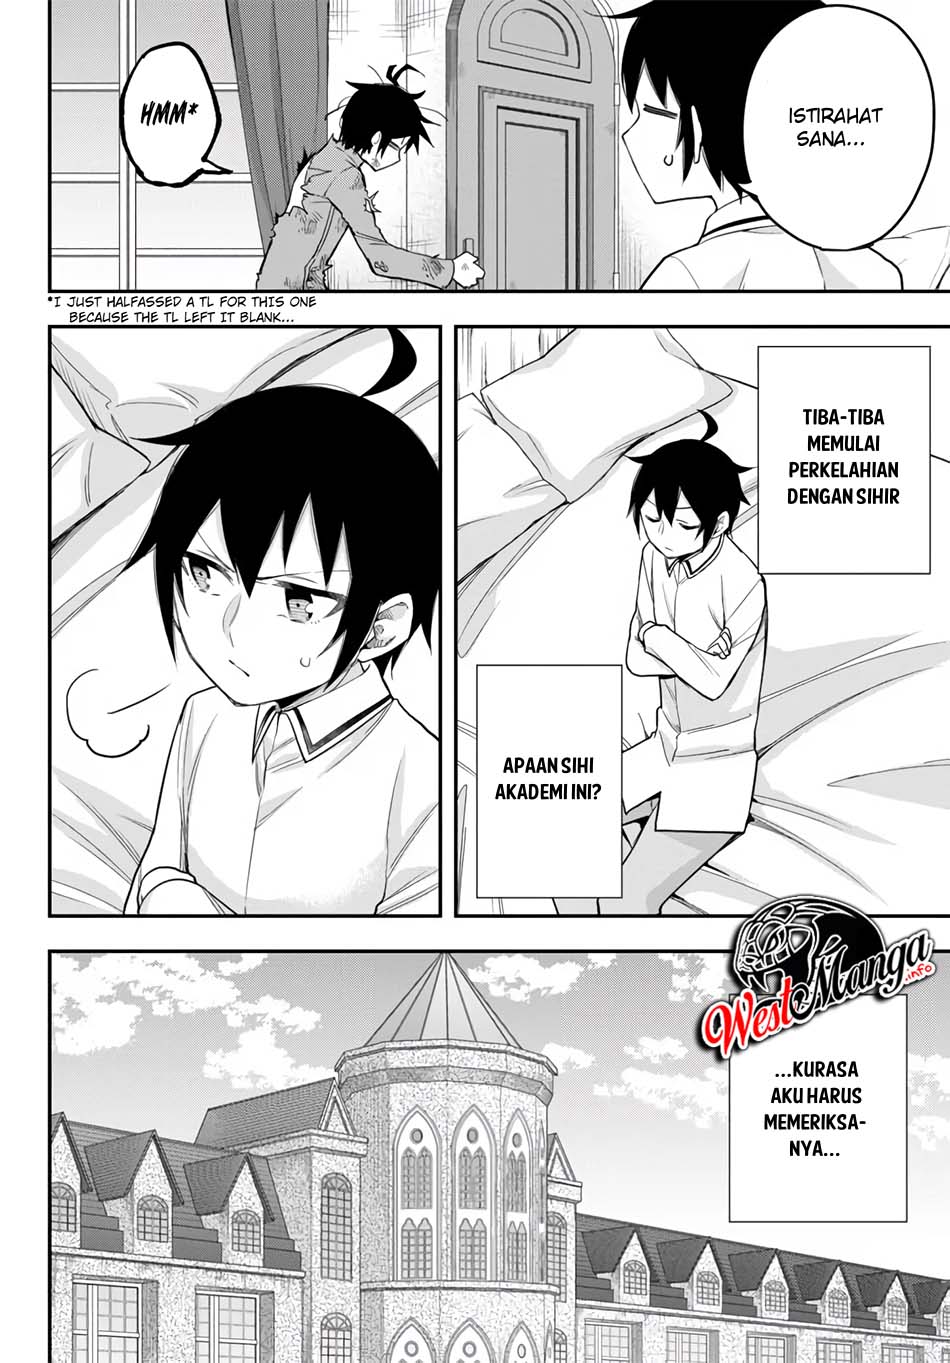 ISTIRAHAT
SANA...
HMM*
*I JUST HALFASSED A TL FOR THIS ONE
BECAUSE THE TL LEFT IT BLANK...
TIBA-TIBA
MEMULAI
PERKELAHIAN
DENGAN SIHIR
APAAN SIHI
AKADEMI INI?
WestManga
.info
...KURASA
AKU HARUS
MEMERIKSA-
NYA...